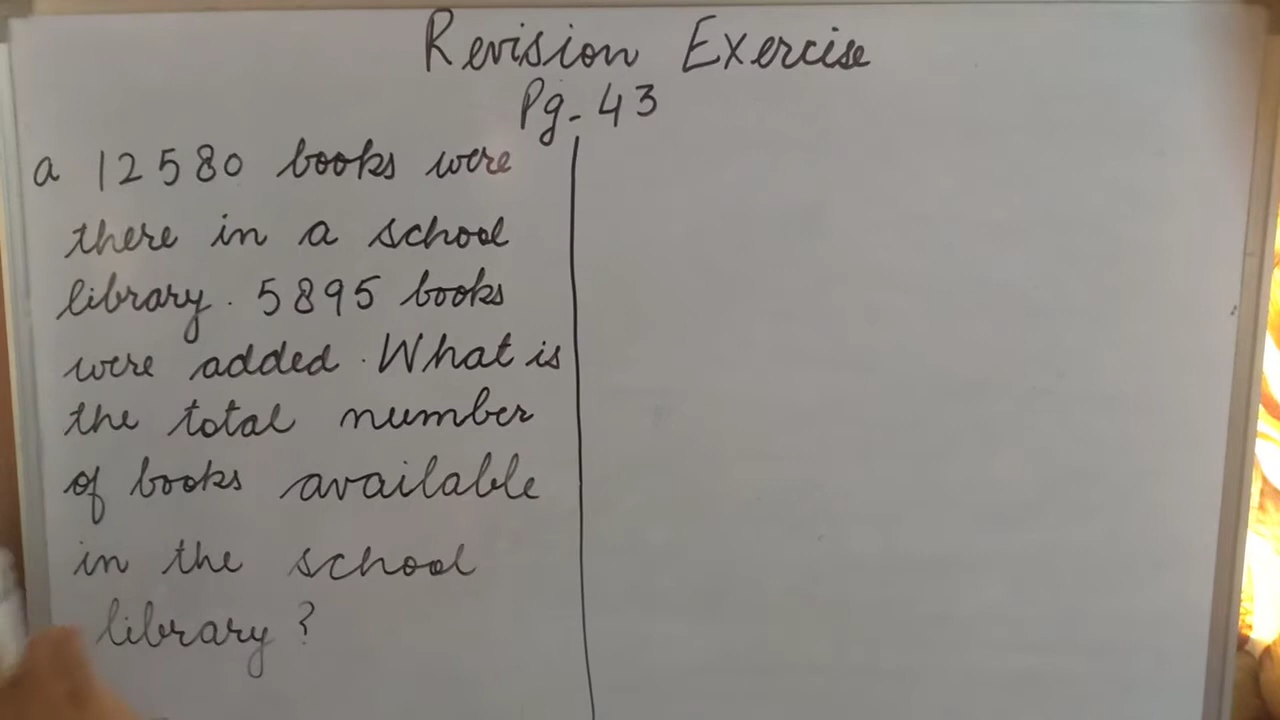 Revision Exercise
Pg-43
a 12580 books were
there in a school
library. 5895 books
were added. What is
the total number
of books available
in the school
library?